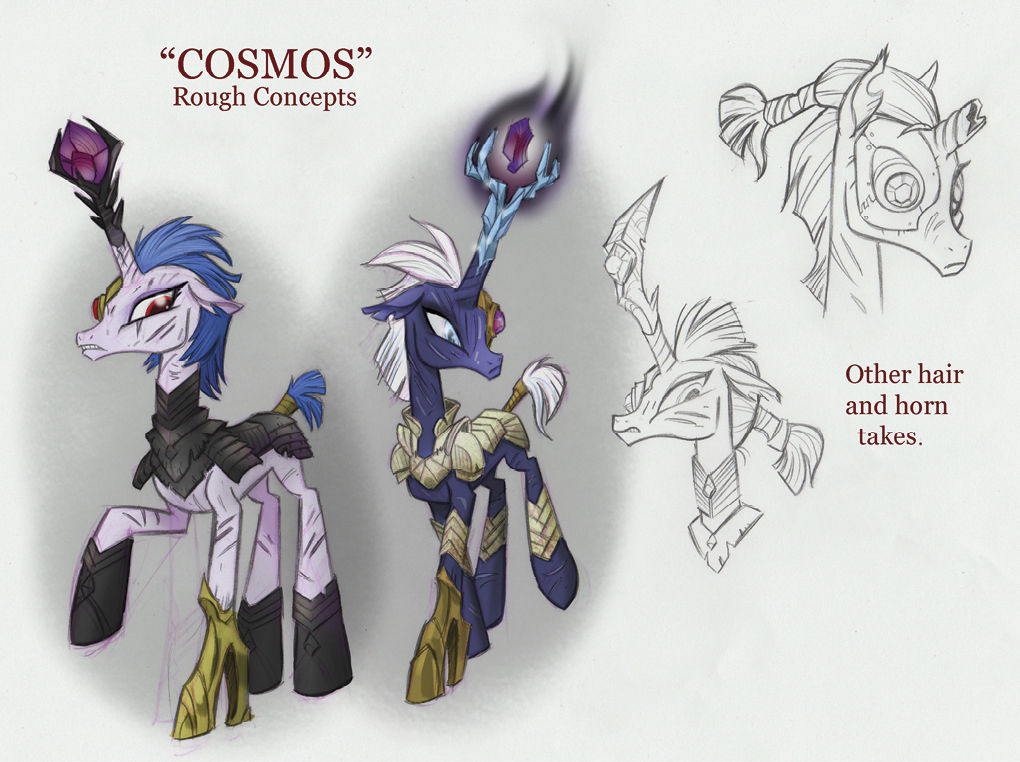 “COSMOS”
Rough Concepts
Other hair
and horn
takes.